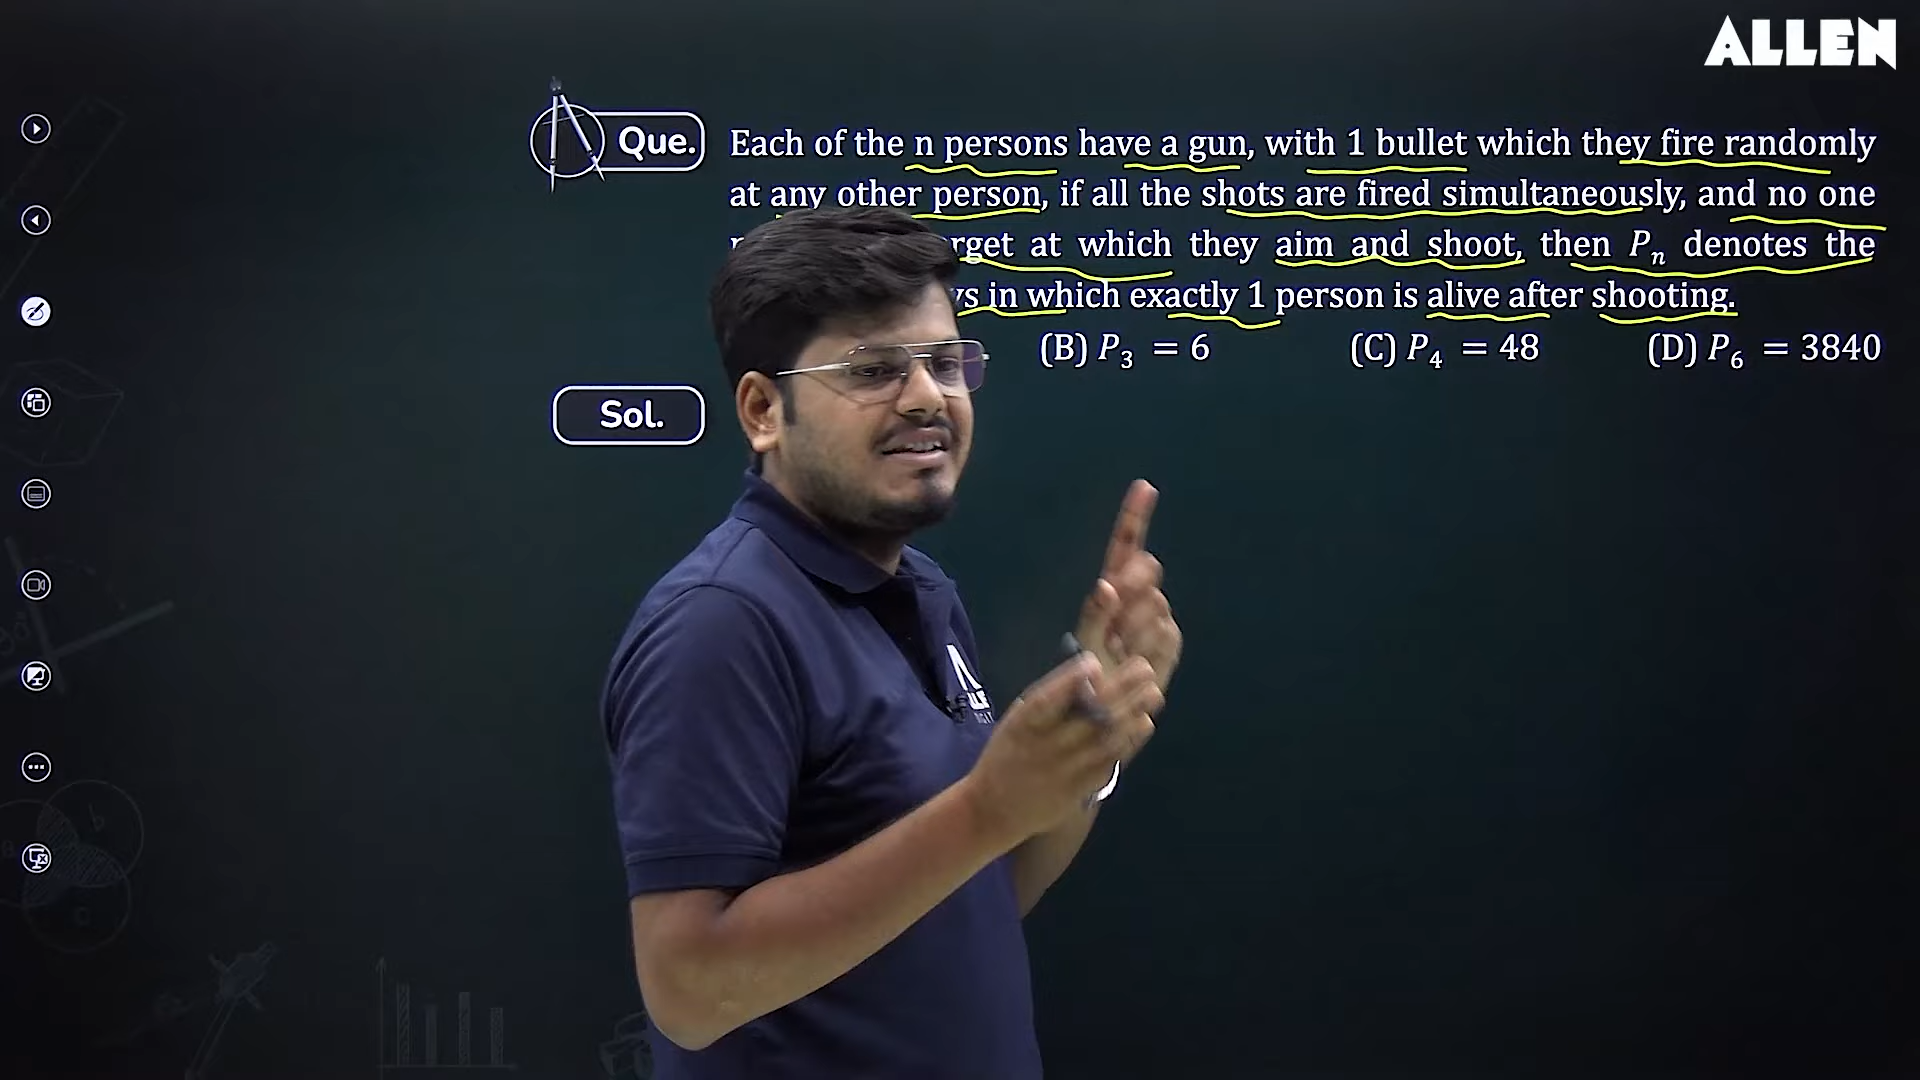 ALLEN
Que.
Each of the n persons have a gun, with 1 bullet which they fire randomly
at any other person, if all the shots are fired simultaneously, and no one
at which they aim and shoot, then Pₙ denotes the
in which exactly 1 person is alive after shooting.
(B) P₃ = 6 (C) P₄ = 48 (D) P₆ = 3840
Sol.